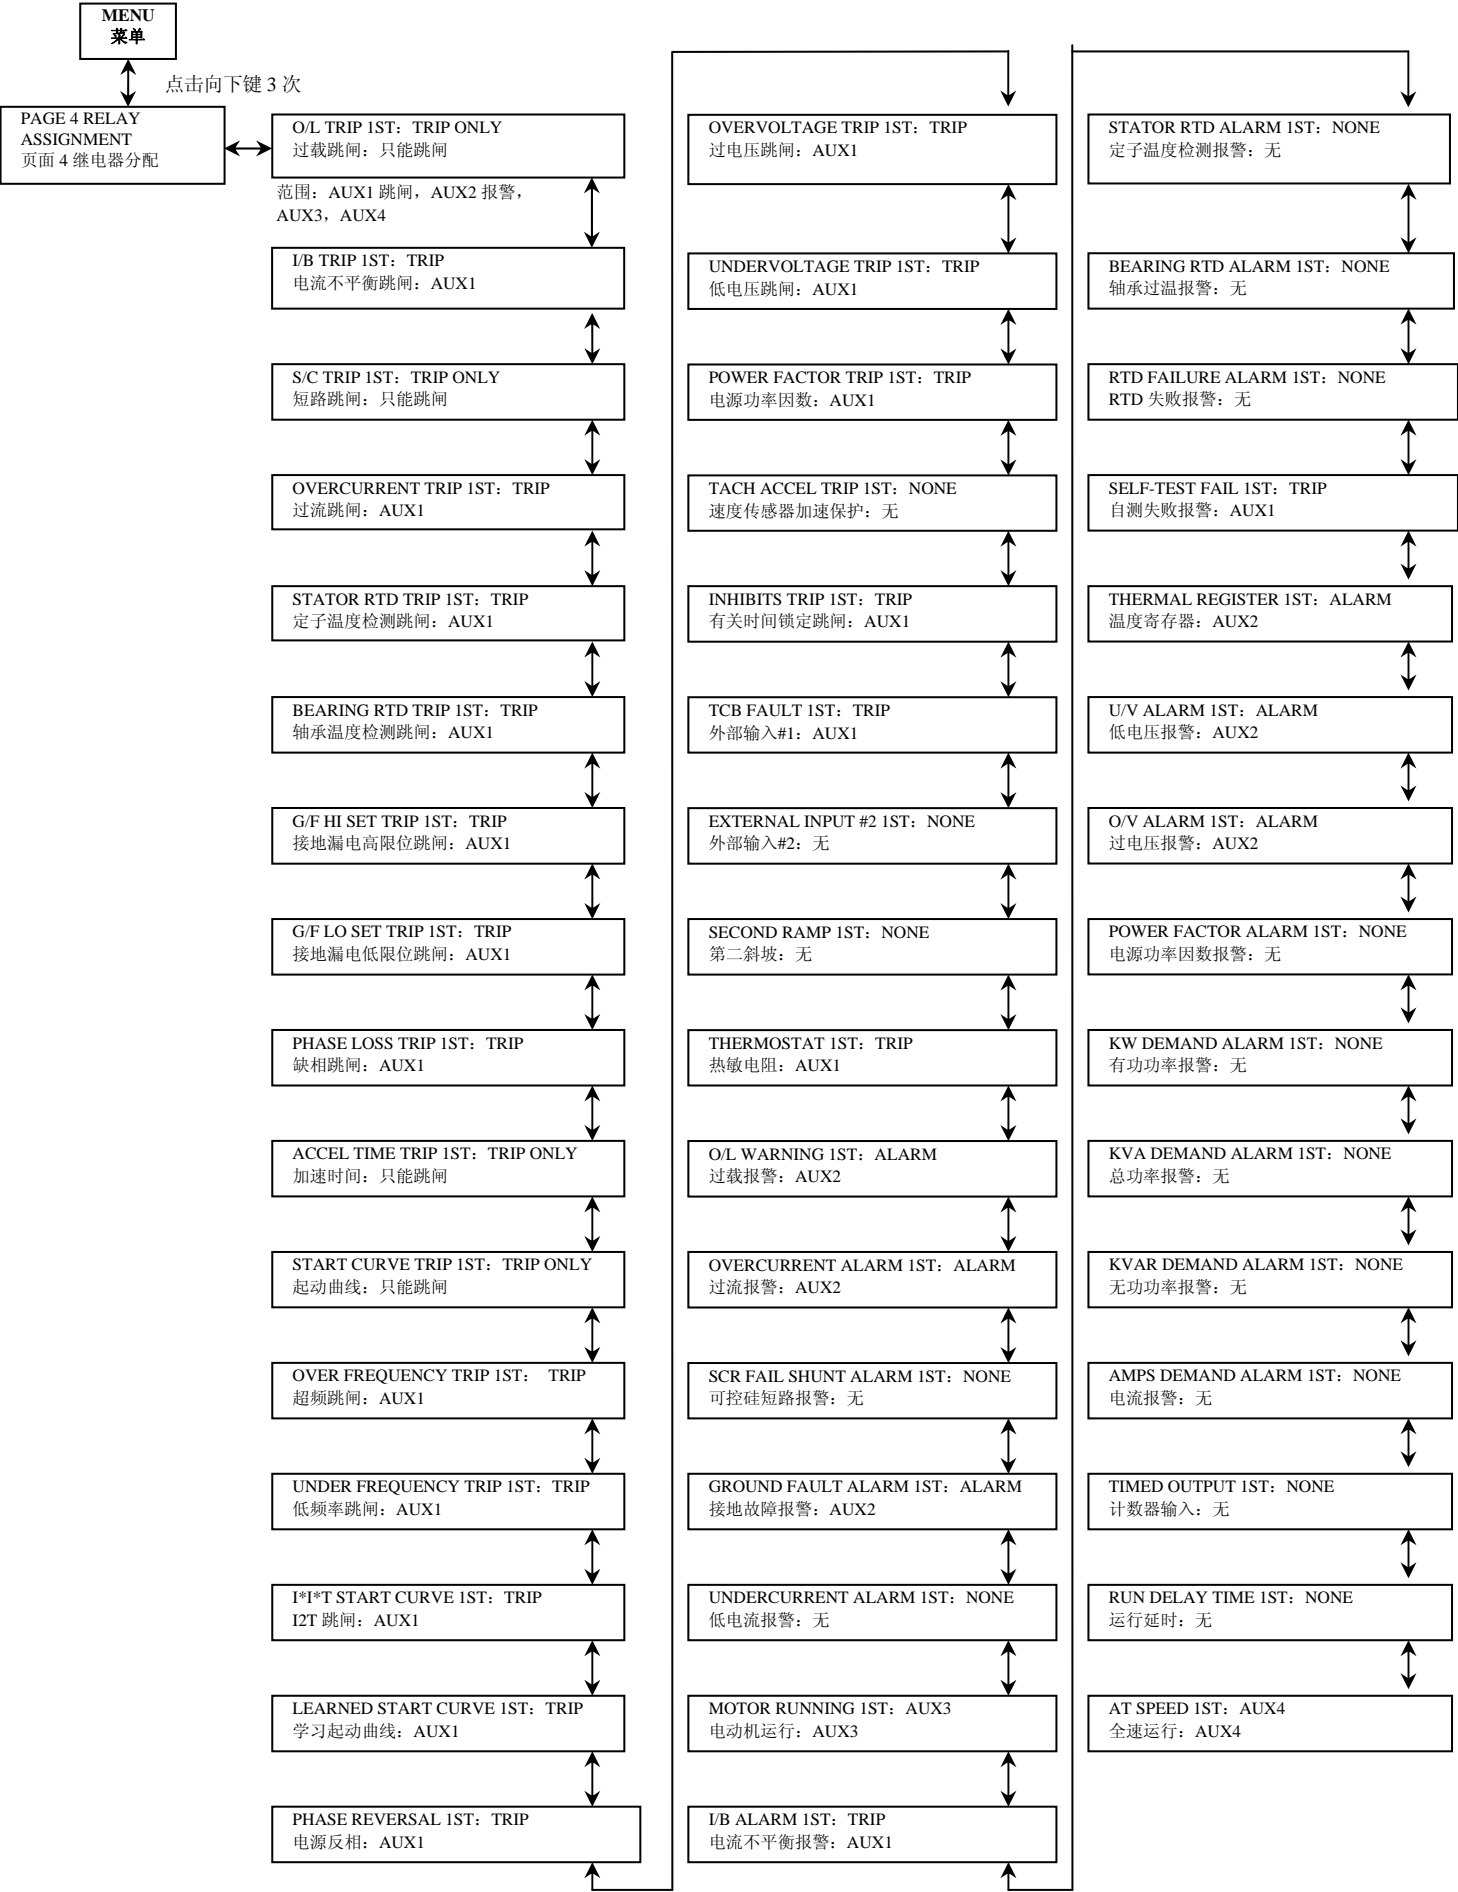 MENU
菜单
点击向下键 3 次
PAGE 4 RELAY
ASSIGNMENT
页面 4 继电器分配
O/L TRIP 1ST：TRIP ONLY
过载跳闸：只能跳闸
范围：AUX1 跳闸，AUX2 报警，
AUX3，AUX4
I/B TRIP 1ST：TRIP
电流不平衡跳闸：AUX1
S/C TRIP 1ST：TRIP ONLY
短路跳闸：只能跳闸
OVERCURRENT TRIP 1ST：TRIP
过流跳闸：AUX1
STATOR RTD TRIP 1ST：TRIP
定子温度检测跳闸：AUX1
BEARING RTD TRIP 1ST：TRIP
轴承温度检测跳闸：AUX1
G/F HI SET TRIP 1ST：TRIP
接地漏电高限位跳闸：AUX1
G/F LO SET TRIP 1ST：TRIP
接地漏电低限位跳闸：AUX1
PHASE LOSS TRIP 1ST：TRIP
缺相跳闸：AUX1
ACCEL TIME TRIP 1ST：TRIP ONLY
加速时间：只能跳闸
START CURVE TRIP 1ST：TRIP ONLY
起动曲线：只能跳闸
OVER FREQUENCY TRIP 1ST： TRIP
超频跳闸：AUX1
UNDER FREQUENCY TRIP 1ST：TRIP
低频率跳闸：AUX1
I*I*T START CURVE 1ST：TRIP
I2T 跳闸：AUX1
LEARNED START CURVE 1ST：TRIP
学习起动曲线：AUX1
PHASE REVERSAL 1ST：TRIP
电源反相：AUX1
OVERVOLTAGE TRIP 1ST：TRIP
过电压跳闸：AUX1
UNDERVOLTAGE TRIP 1ST：TRIP
低电压跳闸：AUX1
POWER FACTOR TRIP 1ST：TRIP
电源功率因数：AUX1
TACH ACCEL TRIP 1ST：NONE
速度传感器加速保护：无
INHIBITS TRIP 1ST：TRIP
有关时间锁定跳闸：AUX1
TCB FAULT 1ST：TRIP
外部输入#1：AUX1
EXTERNAL INPUT #2 1ST：NONE
外部输入#2：无
SECOND RAMP 1ST：NONE
第二斜坡：无
THERMOSTAT 1ST：TRIP
热敏电阻：AUX1
O/L WARNING 1ST：ALARM
过载报警：AUX2
OVERCURRENT ALARM 1ST：ALARM
过流报警：AUX2
SCR FAIL SHUNT ALARM 1ST：NONE
可控硅短路报警：无
GROUND FAULT ALARM 1ST：ALARM
接地故障报警：AUX2
UNDERCURRENT ALARM 1ST：NONE
低电流报警：无
MOTOR RUNNING 1ST：AUX3
电动机运行：AUX3
I/B ALARM 1ST：TRIP
电流不平衡报警：AUX1
STATOR RTD ALARM 1ST：NONE
定子温度检测报警：无
BEARING RTD ALARM 1ST：NONE
轴承过温报警：无
RTD FAILURE ALARM 1ST：NONE
RTD 失败报警：无
SELF-TEST FAIL 1ST：TRIP
自测失败报警：AUX1
THERMAL REGISTER 1ST：ALARM
温度寄存器：AUX2
U/V ALARM 1ST：ALARM
低电压报警：AUX2
O/V ALARM 1ST：ALARM
过电压报警：AUX2
POWER FACTOR ALARM 1ST：NONE
电源功率因数报警：无
KW DEMAND ALARM 1ST：NONE
有功功率报警：无
KVA DEMAND ALARM 1ST：NONE
总功率报警：无
KVAR DEMAND ALARM 1ST：NONE
无功功率报警：无
AMPS DEMAND ALARM 1ST：NONE
电流报警：无
TIMED OUTPUT 1ST：NONE
计数器输入：无
RUN DELAY TIME 1ST：NONE
运行延时：无
AT SPEED 1ST：AUX4
全速运行：AUX4